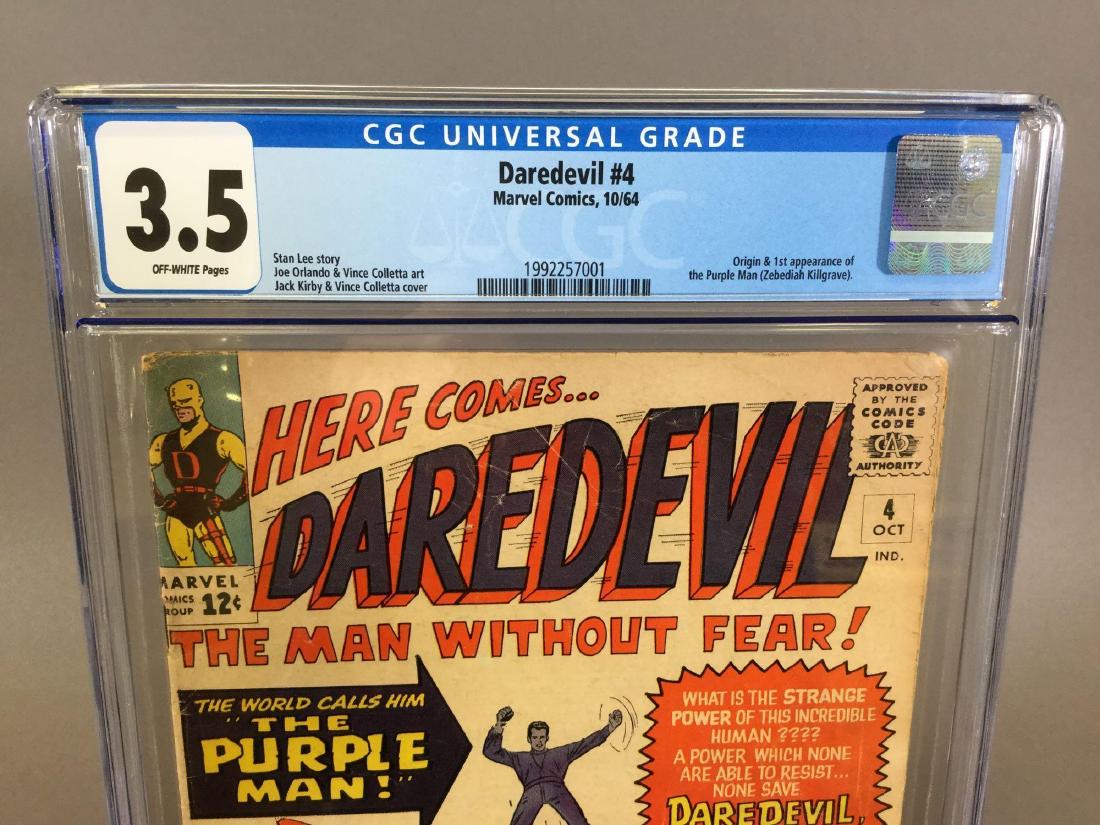 CGC UNIVERSAL GRADE
3.5
OFF-WHITE Pages
Daredevil #4
Marvel Comics, 10/64
CGC
CGC
Stan Lee story
Joe Orlando & Vince Colletta art
Jack Kirby & Vince Colletta cover
1992257001
Origin & 1st appearance of
the Purple Man (Zebediah Killgrave).
HERE COMES...
DAREDEVIL
THE MAN WITHOUT FEAR!
D
MARVEL
12¢
APPROVED
BY THE
COMICS
CODE
AUTHORITY
4
OCT
IND.
THE WORLD CALLS HIM
"THE
PURPLE
MAN!"
WHAT IS THE STRANGE
POWER OF THIS INCREDIBLE
HUMAN ????
A POWER WHICH NONE
ARE ABLE TO RESIST...
NONE SAVE
DAREDEVIL,